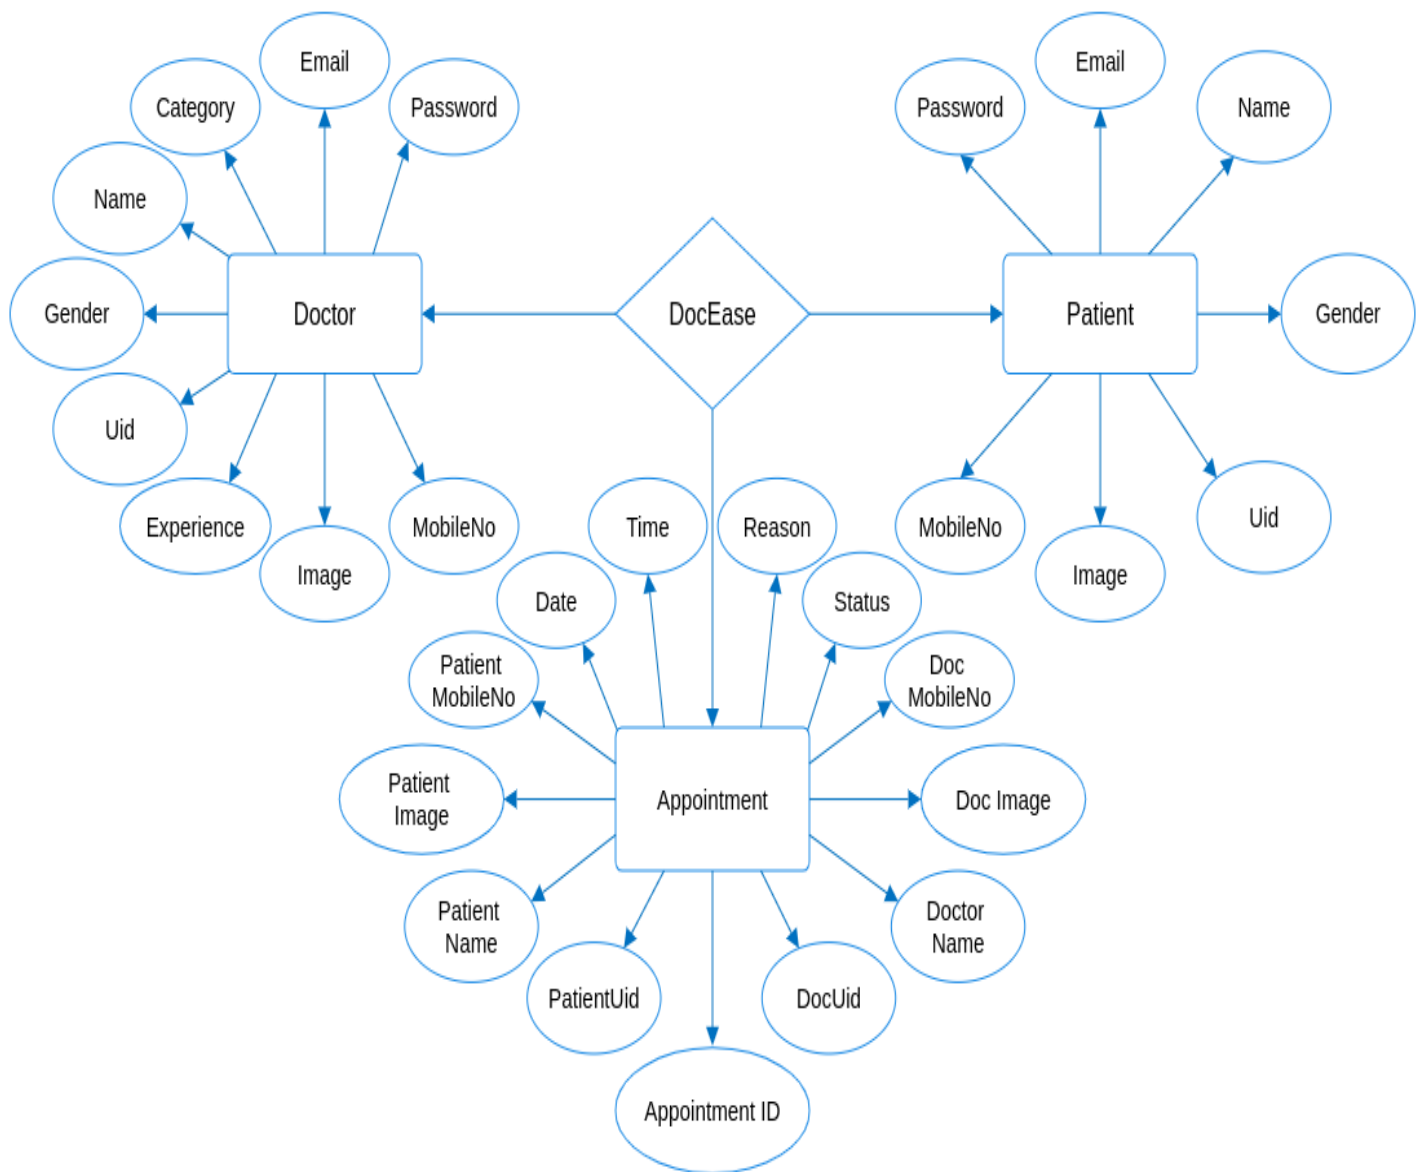 Email
Email
Category
Password
Password
Name
Name
Gender
Doctor
DocEase
Patient
Gender
Uid
Uid
Experience
MobileNo
Time
Reason
MobileNo
Image
Image
Date
Status
Patient
MobileNo
Doc
MobileNo
Patient
Image
Appointment
Doc Image
Patient
Name
Doctor
Name
PatientUid
DocUid
Appointment ID